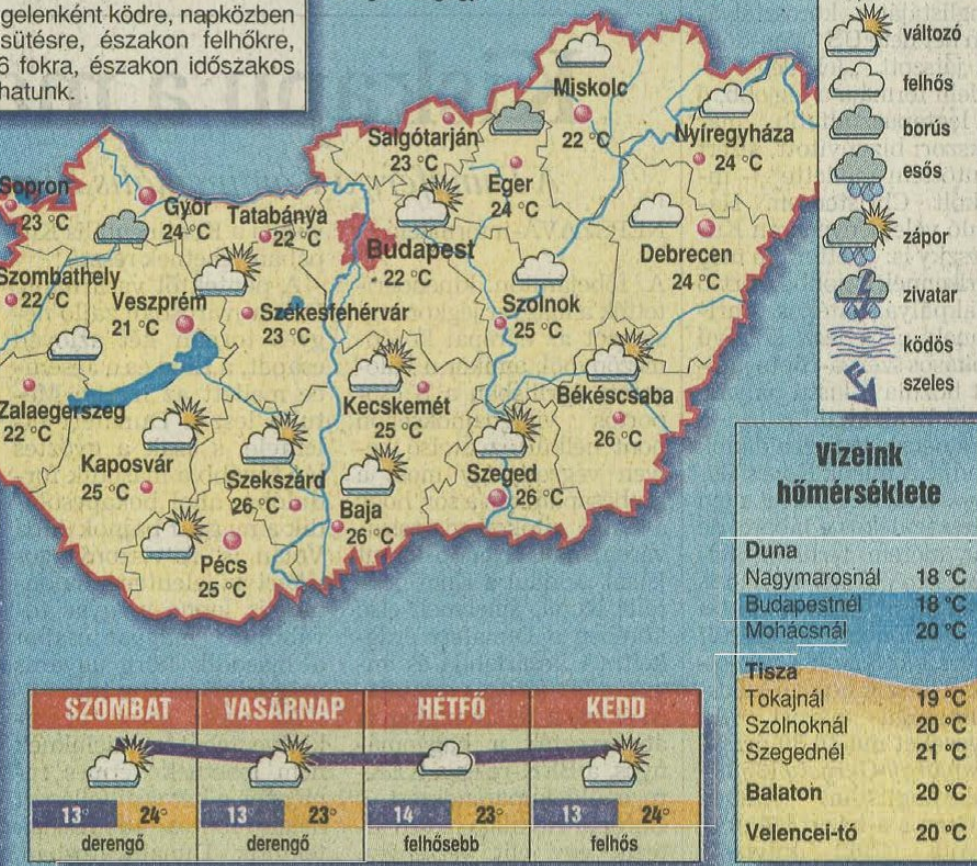 gelenként ködre, napközben
sütésre, északon felhőkre,
6 fokra, északon időszakos
hatunk.
változó
felhős
borús
esős
zápor
zivatar
ködös
szeles
Miskolc
22 °C
Salgótarján
23 °C
Nyíregyháza
24 °C
Eger
24 °C
Sopron
23 °C
Győr
24 °C
Tatabánya
22 °C
Budapest
22 °C
Debrecen
24 °C
Szombathely
22 °C
Veszprém
21 °C
Székesfehérvár
23 °C
Szolnok
25 °C
Zalaegerszeg
22 °C
Kecskemét
25 °C
Békéscsaba
26 °C
Kaposvár
25 °C
Szekszárd
26 °C
Szeged
26 °C
Baja
26 °C
Pécs
25 °C
Vizeink
hőmérséklete
Duna
Nagymarosnál 18 °C
Budapestnél 18 °C
Mohácsnál 20 °C
Tisza
Tokajnál 19 °C
Szolnoknál 20 °C
Szegednél 21 °C
Balaton 20 °C
Velencei-tó 20 °C
SZOMBAT VASÁRNAP HÉTFŐ KEDD
13° 24° 13° 23° 14 23° 13 24°
derengő derengő felhősebb felhős